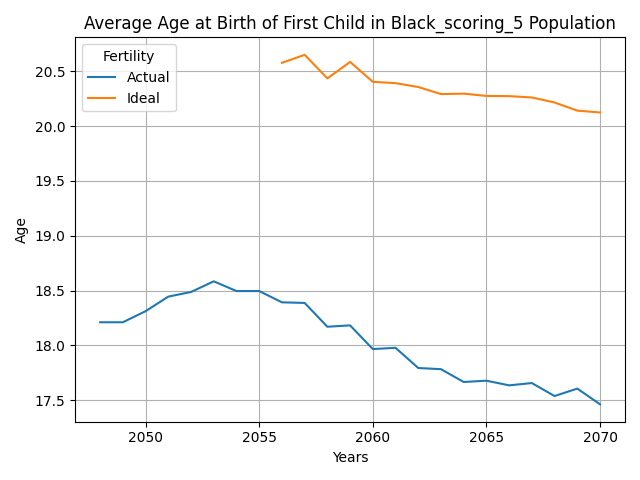 Average Age at Birth of First Child in Black_scoring_5 Population
Fertility
Actual
Ideal
20.5
20.0
19.5
19.0
18.5
18.0
17.5
Age
2050 2055 2060 2065 2070
Years